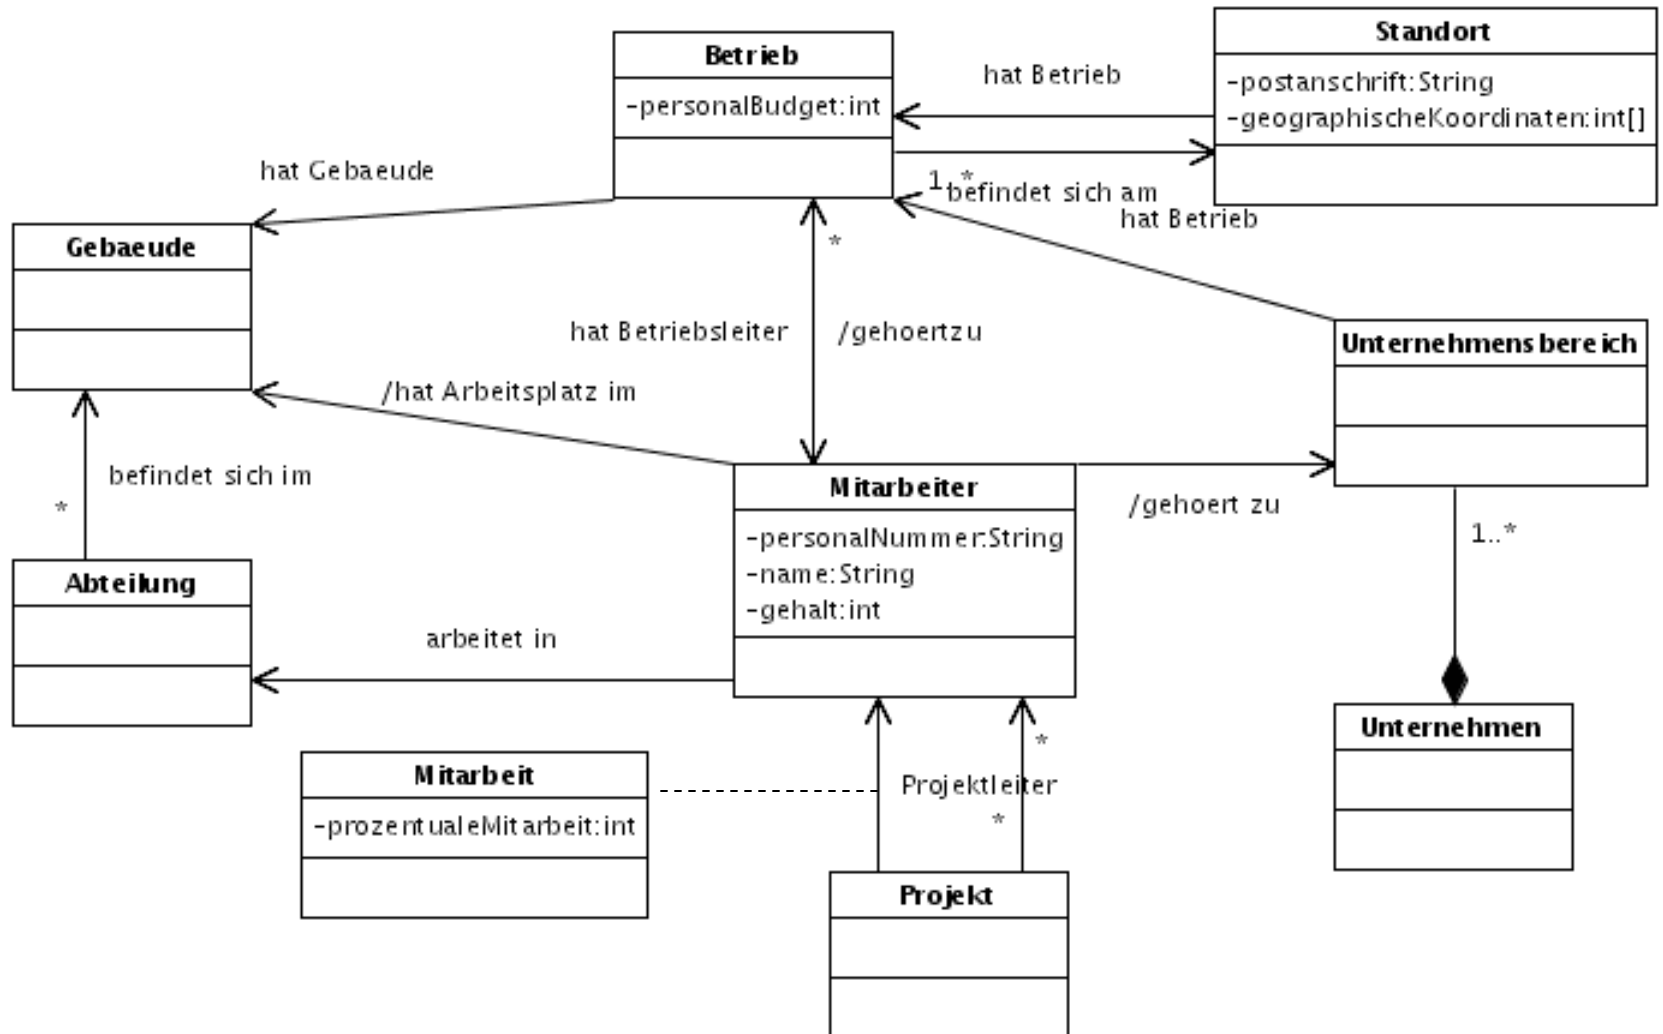 Betrieb
-personalBudget:int
Standort
-postanschrift:String
-geographischeKoordinaten:int[]
hat Betrieb
1..*
befindet sich am
hat Betrieb
hat Gebaeude
Gebaeude
*
hat Betriebsleiter
/gehoertzu
Unternehmensbereich
/hat Arbeitsplatz im
befindet sich im
*
Mitarbeiter
-personalNummer:String
-name:String
-gehalt:int
/gehoert zu
1..*
Abteilung
arbeitet in
Unternehmen
Mitarbeit
-prozentualeMitarbeit:int
*
Projektleiter
*
Projekt